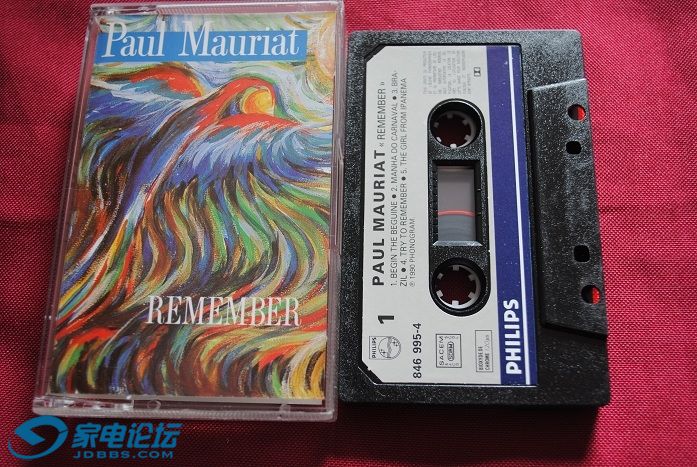 Paul Mauriat
REMEMBER
PAUL MAURIAT « REMEMBER »
1. BEGIN THE BEGUINE • 2. MANHA DO CARNAVAL • 3. BRA-
ZIL • 4. TRY TO REMEMBER • 5. THE GIRL FROM IPANEMA
℗ 1990 PHONOGRAM
1
846 995-4
SACEM
PHILIPS
家电论坛
JDBBS.COM